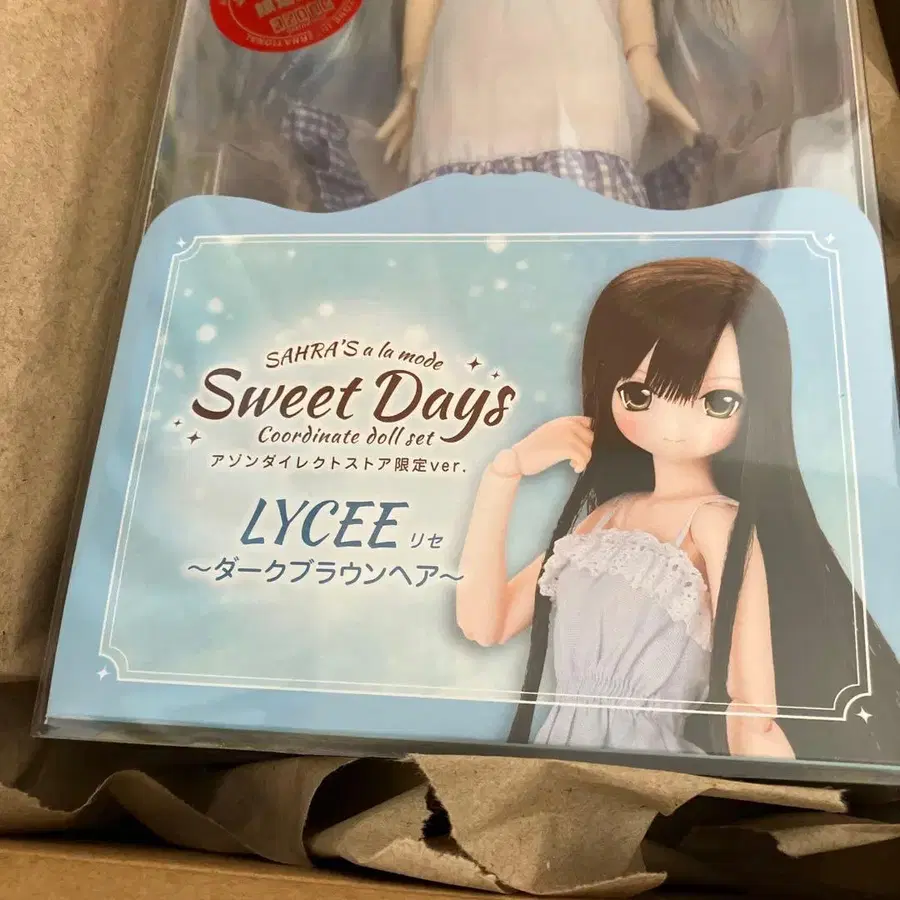 SAHRA'S a la mode
Sweet Days
Coordinate doll set
アゾンダイレクトストア限定ver.
LYCEE リセ
～ダークブラウンヘア～